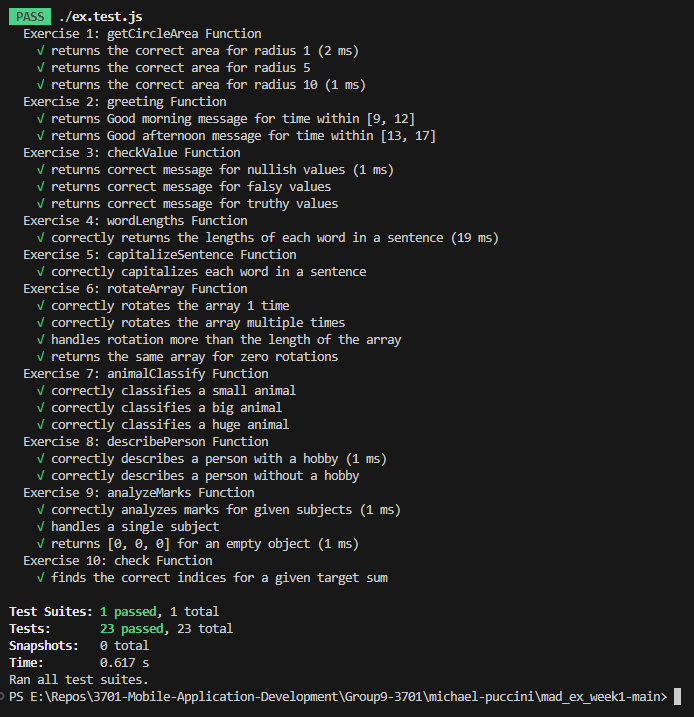 PASS ./ex.test.js
Exercise 1: getCircleArea Function
√ returns the correct area for radius 1 (2 ms)
√ returns the correct area for radius 5
√ returns the correct area for radius 10 (1 ms)
Exercise 2: greeting Function
√ returns Good morning message for time within [9, 12]
√ returns Good afternoon message for time within [13, 17]
Exercise 3: checkValue Function
√ returns correct message for nullish values (1 ms)
√ returns correct message for falsy values
√ returns correct message for truthy values
Exercise 4: wordLengths Function
√ correctly returns the lengths of each word in a sentence (19 ms)
Exercise 5: capitalizeSentence Function
√ correctly capitalizes each word in a sentence
Exercise 6: rotateArray Function
√ correctly rotates the array 1 time
√ correctly rotates the array multiple times
√ handles rotation more than the length of the array
√ returns the same array for zero rotations
Exercise 7: animalClassify Function
√ correctly classifies a small animal
√ correctly classifies a big animal
√ correctly classifies a huge animal
Exercise 8: describePerson Function
√ correctly describes a person with a hobby (1 ms)
√ correctly describes a person without a hobby
Exercise 9: analyzeMarks Function
√ correctly analyzes marks for given subjects (1 ms)
√ handles a single subject
√ returns [0, 0, 0] for an empty object (1 ms)
Exercise 10: check Function
√ finds the correct indices for a given target sum
Test Suites: 1 passed, 1 total
Tests: 23 passed, 23 total
Snapshots: 0 total
Time: 0.617 s
Ran all test suites.
PS E:\Repos\3701-Mobile-Application-Development\Group9-3701\michael-puccini\mad_ex_week1-main>